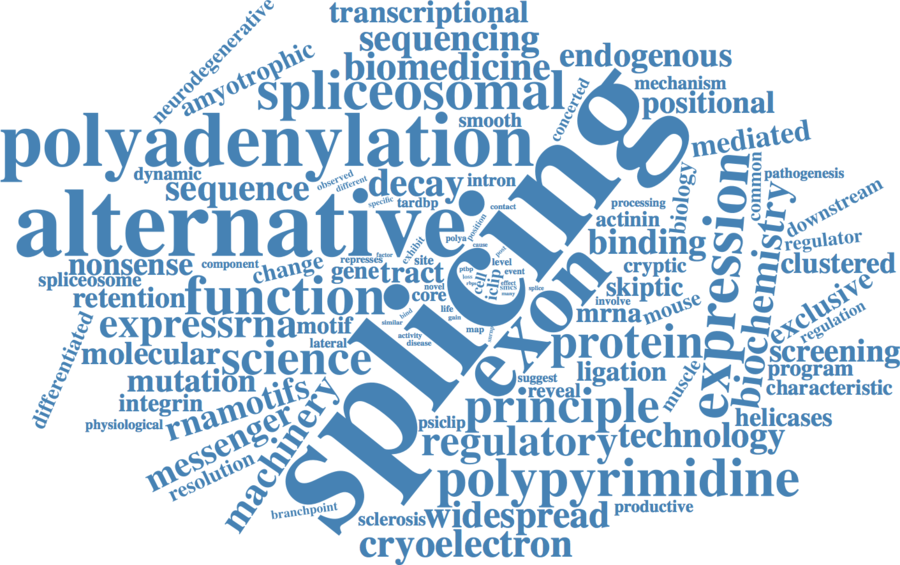 transcriptional
sequencing
neurodegenerative
amyotrophic
biomedicine
endogenous
spliceosomal
mechanism
positional
concerted
smooth
polyadenylation
mediated
dynamic
observed
different
decay
intron
sequence
specific
tardbp
contact
processing
biology
common
pathogenesis
alternative
splicing
position
actinin
expression
biochemistry
downstream
regulator
polya
cause
exhibit
binding
nonsense
component
represses
factor
site
post
level
change
gene
tract
cell
iclip
event
cryptic
clustered
spliceosome
retention
function
core
novel
ptbp
effect
splice
skiptic
exclusive
many
involve
mouse
regulation
expressrna
motif
similar
bind
life
gain
mrna
lateral
activity
disease
map
exon
protein
screening
differentiated
molecular
science
ligation
program
mutation
suggest
reveal
muscle
characteristic
integrin
physiological
rnamotifs
messenger
machinery
resolution
psiclip
principle
helicases
regulatory
technology
polypyrimidine
branchpoint
sclerosis
widespread
productive
cryoelectron